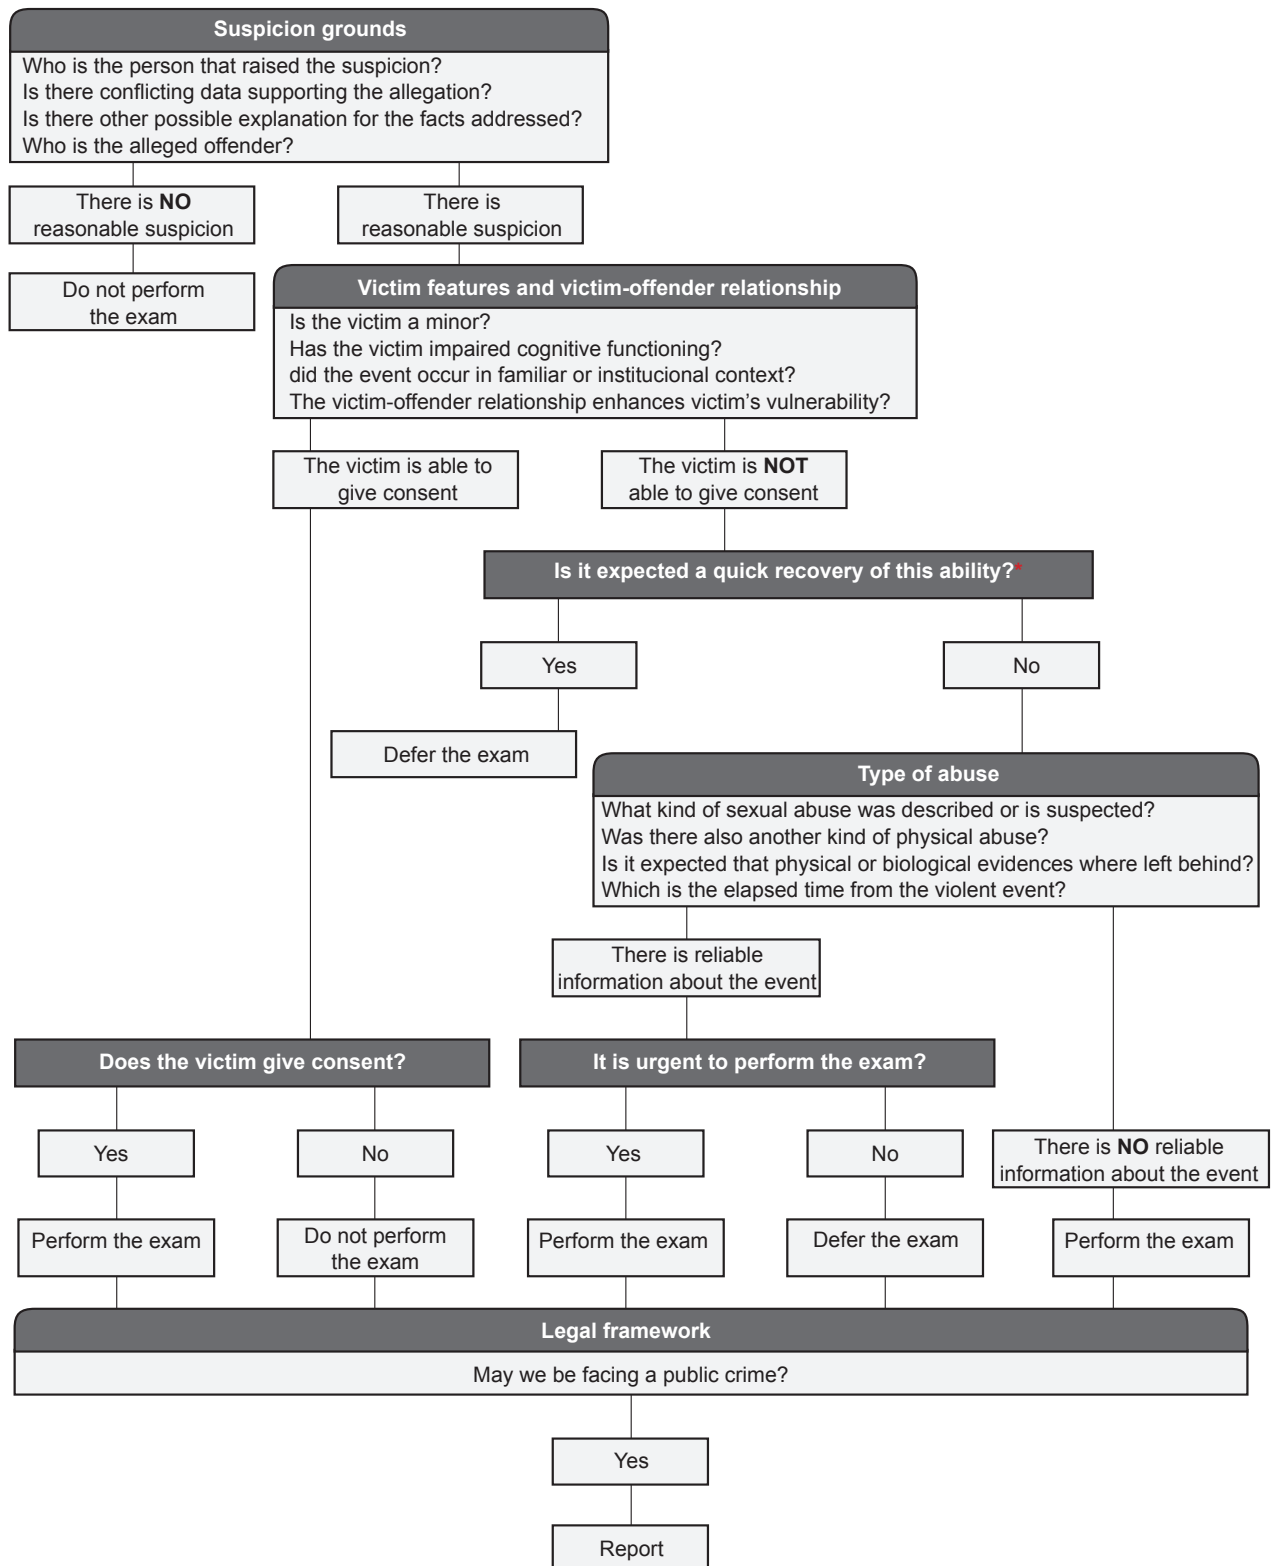 Suspicion grounds
Who is the person that raised the suspicion?
Is there conflicting data supporting the allegation?
Is there other possible explanation for the facts addressed?
Who is the alleged offender?
There is NO
reasonable suspicion
There is
reasonable suspicion
Do not perform
the exam
Victim features and victim-offender relationship
Is the victim a minor?
Has the victim impaired cognitive functioning?
did the event occur in familiar or institucional context?
The victim-offender relationship enhances victim’s vulnerability?
The victim is able to
give consent
The victim is NOT
able to give consent
Is it expected a quick recovery of this ability?*
Yes
No
Defer the exam
Type of abuse
What kind of sexual abuse was described or is suspected?
Was there also another kind of physical abuse?
Is it expected that physical or biological evidences where left behind?
Which is the elapsed time from the violent event?
There is reliable
information about the event
Does the victim give consent?
It is urgent to perform the exam?
Yes
No
Yes
No
There is NO reliable
information about the event
Perform the exam
Do not perform
the exam
Perform the exam
Defer the exam
Perform the exam
Legal framework
May we be facing a public crime?
Yes
Report